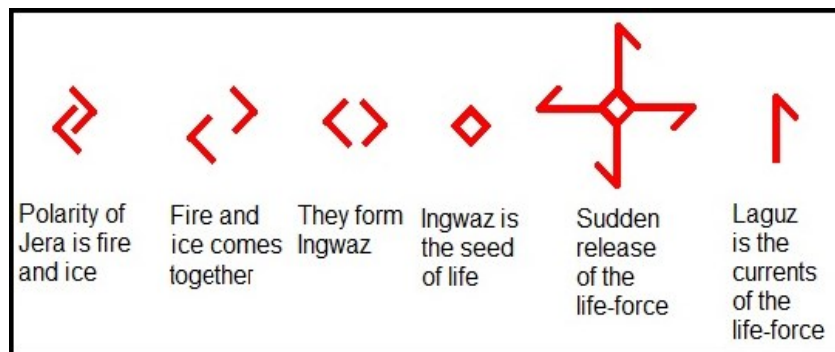 Polarity of
Jera is fire
and ice
Fire and
ice comes
together
They form
Ingwaz
Ingwaz is
the seed
of life
Sudden
release
of the
life-force
Laguz
is the
currents
of the
life-force